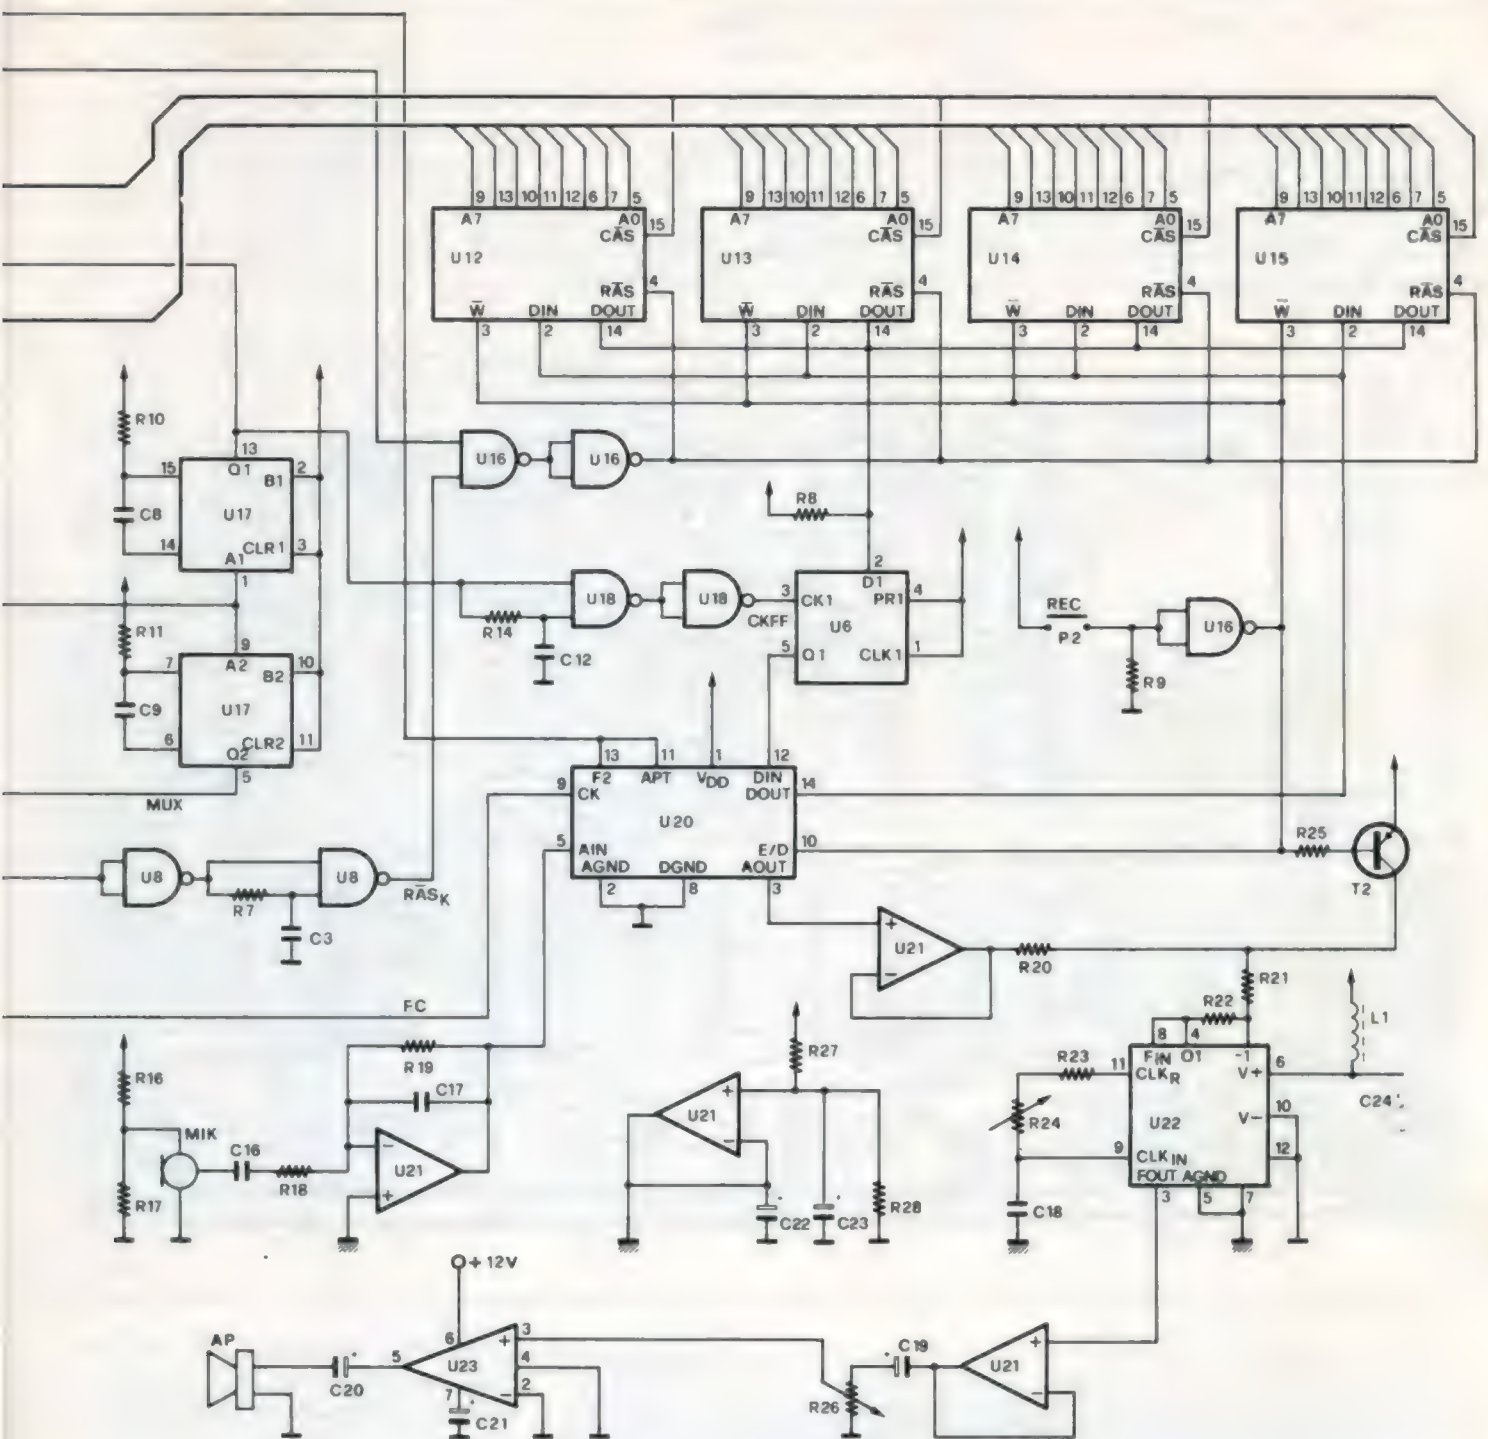 9 13 10 11 12 6 7 5
9 13 10 11 12 6 7 5
9 13 10 11 12 6 7 5
9 13 10 11 12 6 7 5
A7 A0 15
CAS
U12
RAS 4
W DIN DOUT
3 2 14
A7 A0 15
CAS
U13
RAS 4
W DIN DOUT
3 2 14
A7 A0 15
CAS
U14
RAS 4
W DIN DOUT
3 2 14
A7 A0 15
CAS
U15
RAS 4
W DIN DOUT
3 2 14
R10
13
15 Q1 2
B1
U17
C8
14 CLR1 3
A1
1
R11
9
7 A2 10
B2
U17
C9
6 CLR2 11
Q2
5
MUX
U16 U16
R8
U18 U18
R14
C12
CKFF
2
D1
3 CK1 PR1 4
U6
5 Q1 CLK1 1
REC
P2
U16
R9
U8 U8
R7
RASK
C3
13 11 1 12
F2 APT VDD DIN
9 CK DOUT 14
U20
5 AIN E/D 10
AGND DGND AOUT
2 8 3
R25
T2
+
U21
−
R20
R21
R22
L1
FC
R19
C17
R16
MIK
C16
R18
R17
−
U21
+
R27
+
U21
−
C22
C23
R28
R23
R24
C18
8 4
FIN O1 -1
11 CLKR V+ 6
U22
V− 10
9 CLKIN 12
FOUT AGND
3 5 7
C24
+ 12V
AP
C20
6
5 U23 + 3
4
− 2
7
C21
R26
C19
U21 +
−